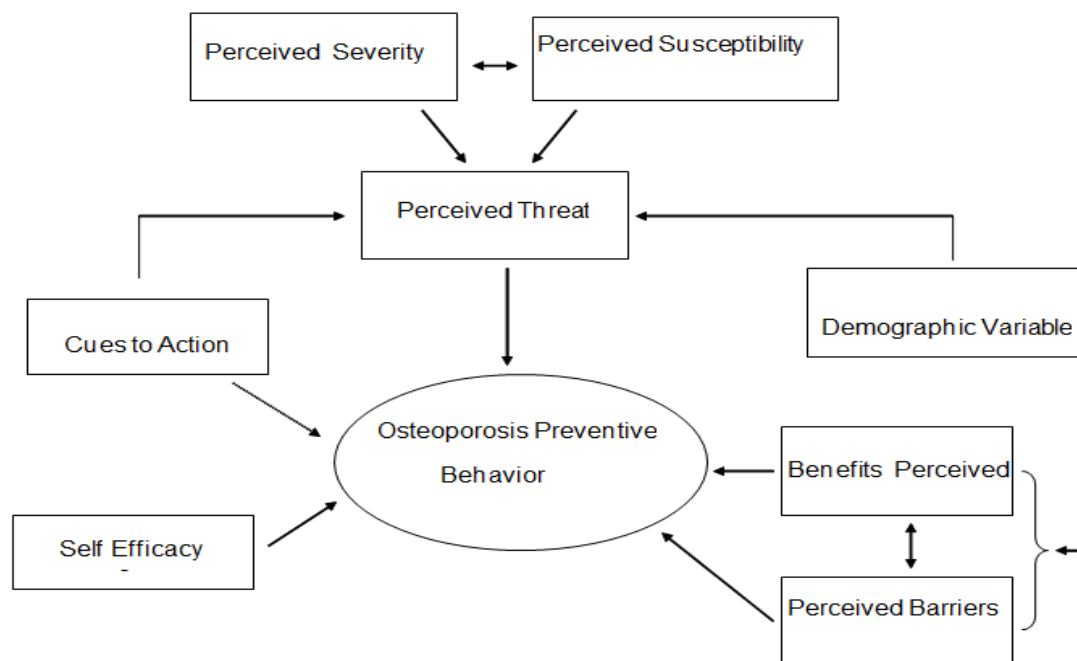 Perceived Severity
Perceived Susceptibility
Perceived Threat
Cues to Action
Demographic Variable
Osteoporosis Preventive
Behavior
Benefits Perceived
Self Efficacy
Perceived Barriers